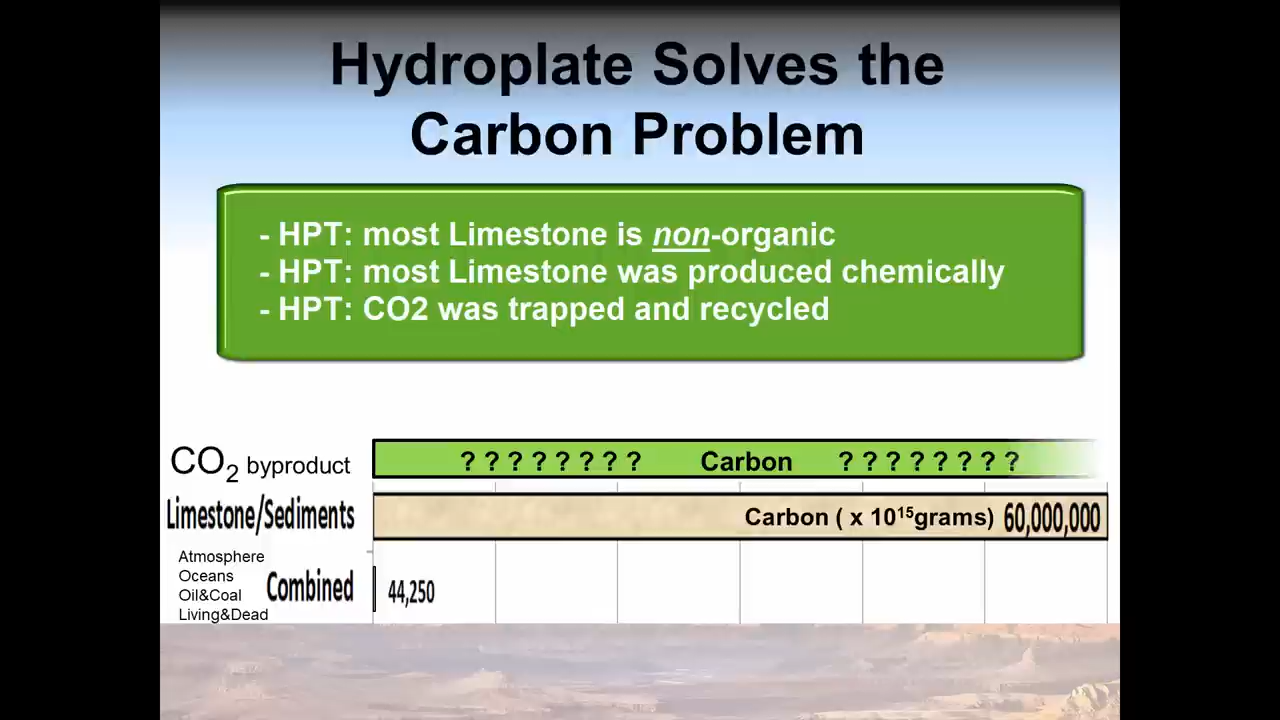 Hydroplate Solves the
Carbon Problem
- HPT: most Limestone is non-organic
- HPT: most Limestone was produced chemically
- HPT: CO2 was trapped and recycled
CO₂ byproduct
? ? ? ? ? ? ? ? Carbon ? ? ? ? ? ? ? ?
Limestone/Sediments
Carbon ( x 10¹⁵grams) 60,000,000
Atmosphere
Oceans
Oil&Coal
Living&Dead
Combined
44,250